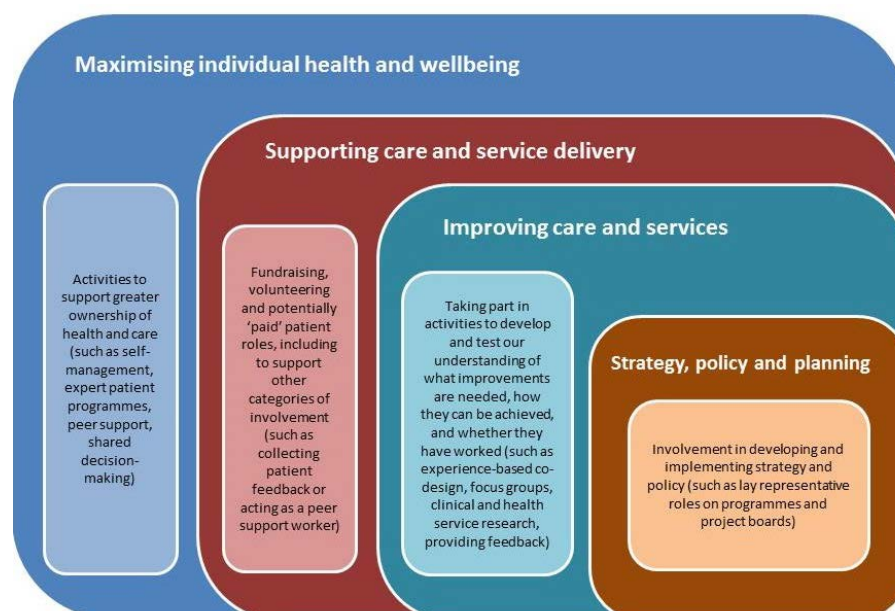 Maximising individual health and wellbeing
Supporting care and service delivery
Improving care and services
Strategy, policy and planning
Activities to
support greater
ownership of
health and care
(such as self-
management,
expert patient
programmes,
peer support,
shared
decision-
making)
Fundraising,
volunteering
and potentially
‘paid’ patient
roles, including
to support
other
categories of
involvement
(such as
collecting
patient
feedback or
acting as a peer
support worker)
Taking part in
activities to develop
and test our
understanding of
what improvements
are needed, how
they can be achieved,
and whether they
have worked (such as
experience-based co-
design, focus groups,
clinical and health
service research,
providing feedback)
Involvement in developing and
implementing strategy and
policy (such as lay representative
roles on programmes and
project boards)